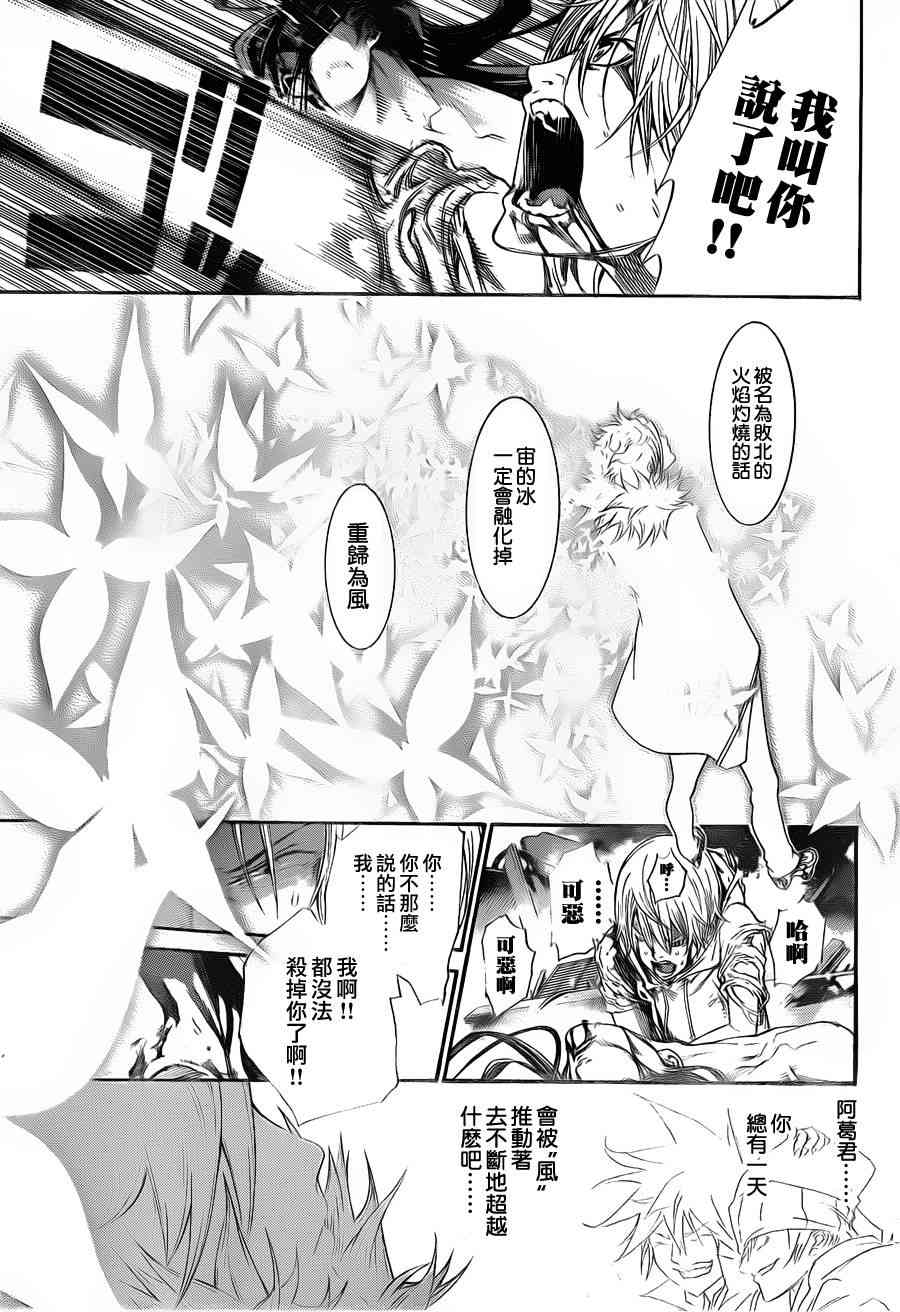 我叫你
說了吧!!
被名為敗北的
火焰灼燒的話
宙的冰
一定會融化掉
重歸為風
哈啊
呼…
……
可惡
可惡啊
你……
你不那麼
説的話……
我……
我啊!!
都沒法
殺掉你了啊!!
阿葛君……
你
總有一天
會被"風"
推動著
去不斷地超越
什麽吧……